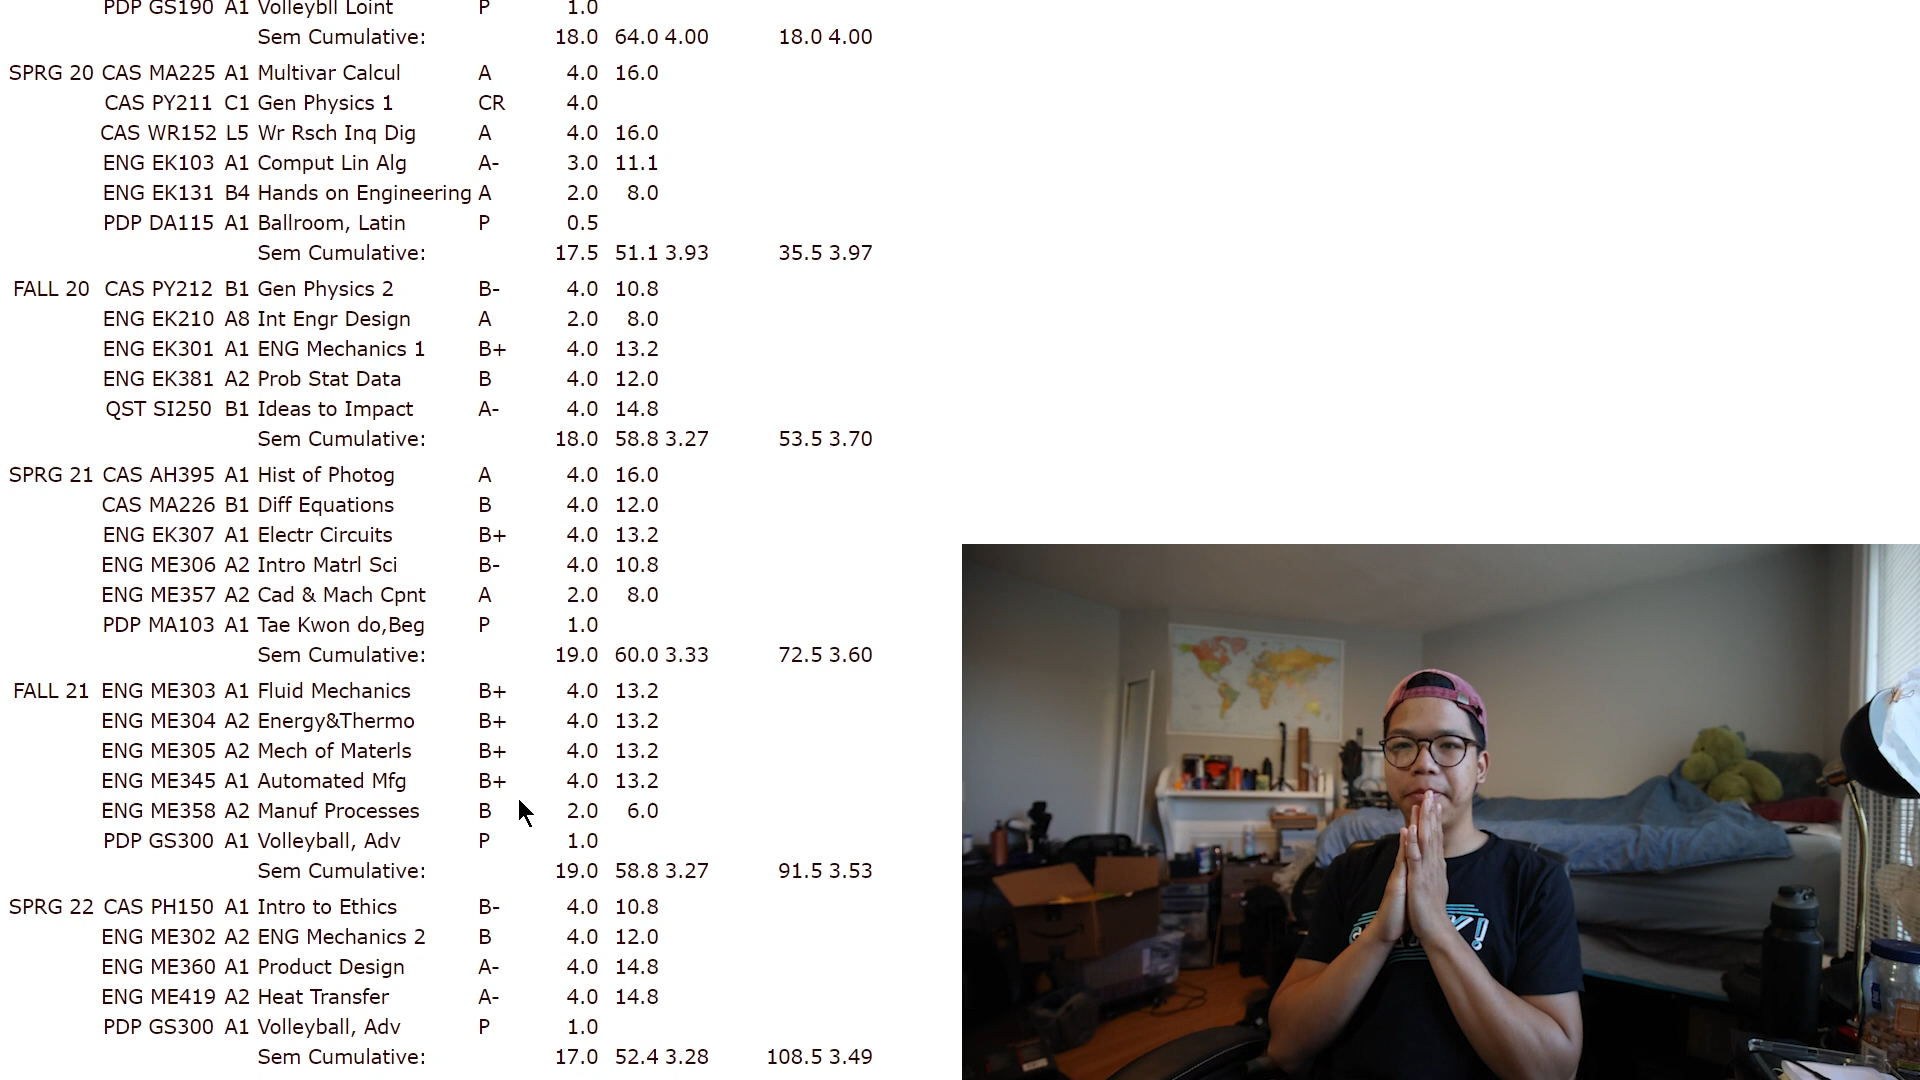 PDP GS190 A1 Volleybll Loint P 1.0
Sem Cumulative: 18.0 64.0 4.00 18.0 4.00
SPRG 20 CAS MA225 A1 Multivar Calcul A 4.0 16.0
CAS PY211 C1 Gen Physics 1 CR 4.0
CAS WR152 L5 Wr Rsch Inq Dig A 4.0 16.0
ENG EK103 A1 Comput Lin Alg A- 3.0 11.1
ENG EK131 B4 Hands on Engineering A 2.0 8.0
PDP DA115 A1 Ballroom, Latin P 0.5
Sem Cumulative: 17.5 51.1 3.93 35.5 3.97
FALL 20 CAS PY212 B1 Gen Physics 2 B- 4.0 10.8
ENG EK210 A8 Int Engr Design A 2.0 8.0
ENG EK301 A1 ENG Mechanics 1 B+ 4.0 13.2
ENG EK381 A2 Prob Stat Data B 4.0 12.0
QST SI250 B1 Ideas to Impact A- 4.0 14.8
Sem Cumulative: 18.0 58.8 3.27 53.5 3.70
SPRG 21 CAS AH395 A1 Hist of Photog A 4.0 16.0
CAS MA226 B1 Diff Equations B 4.0 12.0
ENG EK307 A1 Electr Circuits B+ 4.0 13.2
ENG ME306 A2 Intro Matrl Sci B- 4.0 10.8
ENG ME357 A2 Cad & Mach Cpnt A 2.0 8.0
PDP MA103 A1 Tae Kwon do,Beg P 1.0
Sem Cumulative: 19.0 60.0 3.33 72.5 3.60
FALL 21 ENG ME303 A1 Fluid Mechanics B+ 4.0 13.2
ENG ME304 A2 Energy&Thermo B+ 4.0 13.2
ENG ME305 A2 Mech of Materls B+ 4.0 13.2
ENG ME345 A1 Automated Mfg B+ 4.0 13.2
ENG ME358 A2 Manuf Processes B 2.0 6.0
PDP GS300 A1 Volleyball, Adv P 1.0
Sem Cumulative: 19.0 58.8 3.27 91.5 3.53
SPRG 22 CAS PH150 A1 Intro to Ethics B- 4.0 10.8
ENG ME302 A2 ENG Mechanics 2 B 4.0 12.0
ENG ME360 A1 Product Design A- 4.0 14.8
ENG ME419 A2 Heat Transfer A- 4.0 14.8
PDP GS300 A1 Volleyball, Adv P 1.0
Sem Cumulative: 17.0 52.4 3.28 108.5 3.49